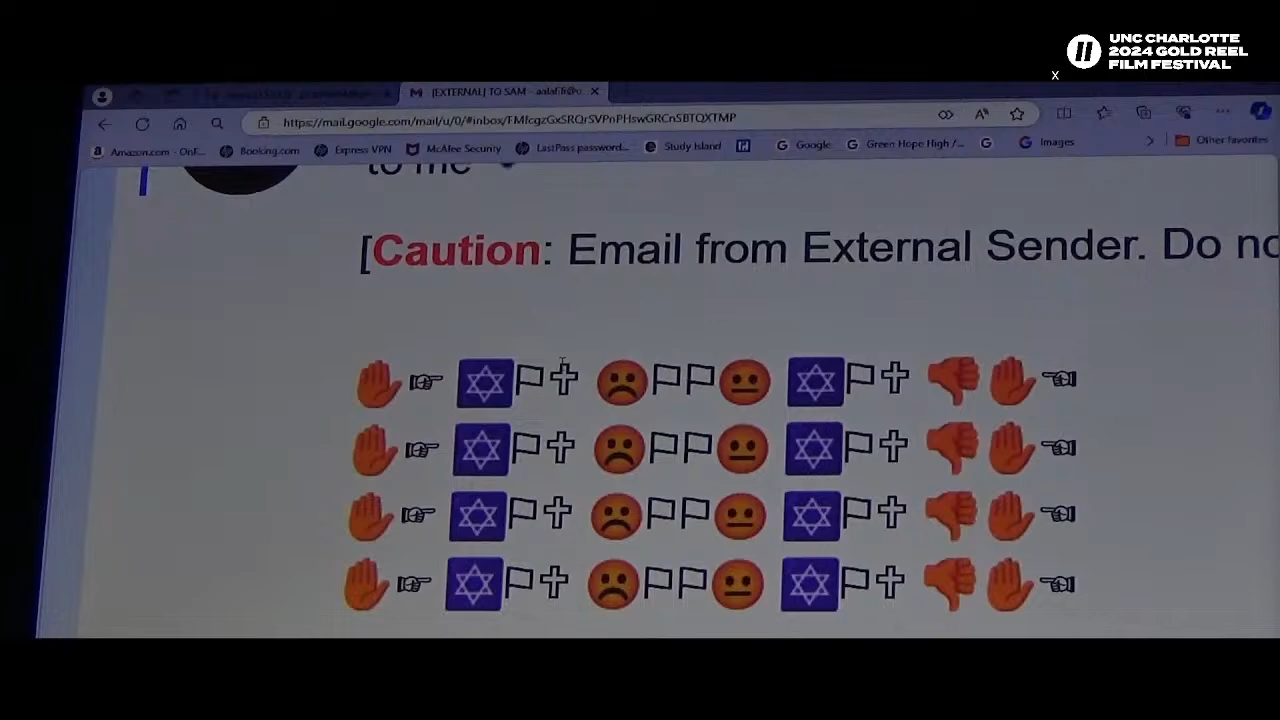 UNC CHARLOTTE
2024 GOLD REEL
FILM FESTIVAL
x
[EXTERNAL] TO SAM - aalafifi@u
https://mail.google.com/mail/u/0/#inbox/FMfcgzGxSRQrSVPnPHswGRCnSBTQXTMP
Amazon.com - OnF... Booking.com Express VPN McAfee Security LastPass password... Study Island Google Green Hope High /... Images Other favorites
to me
[Caution: Email from External Sender. Do no